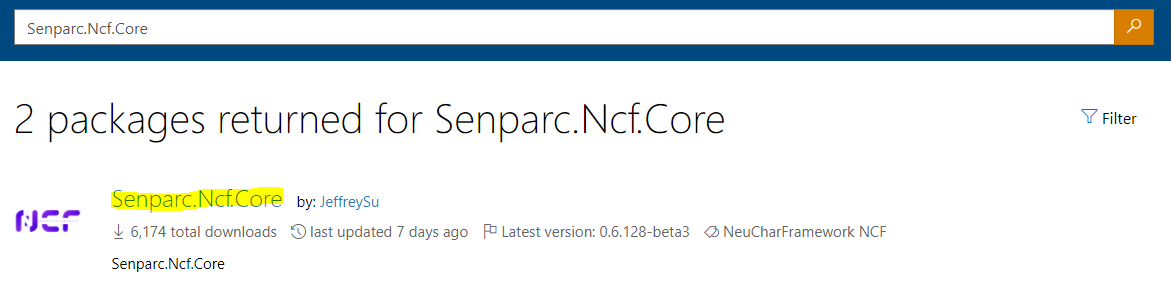 Senparc.Ncf.Core
2 packages returned for Senparc.Ncf.Core
Filter
NCF
Senparc.Ncf.Core by: JeffreySu
6,174 total downloads last updated 7 days ago Latest version: 0.6.128-beta3 NeuCharFramework NCF
Senparc.Ncf.Core